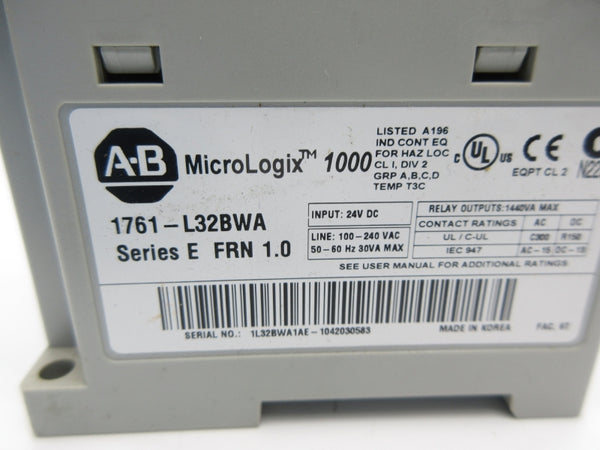 A-B
MicroLogix™ 1000
LISTED A196
IND CONT EQ
FOR HAZ LOC
CL I, DIV 2
GRP A,B,C,D
TEMP T3C
C UL US
CE
EQPT CL 2
N22
1761-L32BWA
Series E FRN 1.0
INPUT: 24V DC
LINE: 100-240 VAC
50-60 Hz 30VA MAX
RELAY OUTPUTS:1440VA MAX
CONTACT RATINGS AC DC
UL / C-UL C300 R150
IEC 947 AC-15 DC-13
SEE USER MANUAL FOR ADDITIONAL RATINGS
SERIAL NO.: 1L32BWA1AE-1042030583
MADE IN KOREA
FAC.